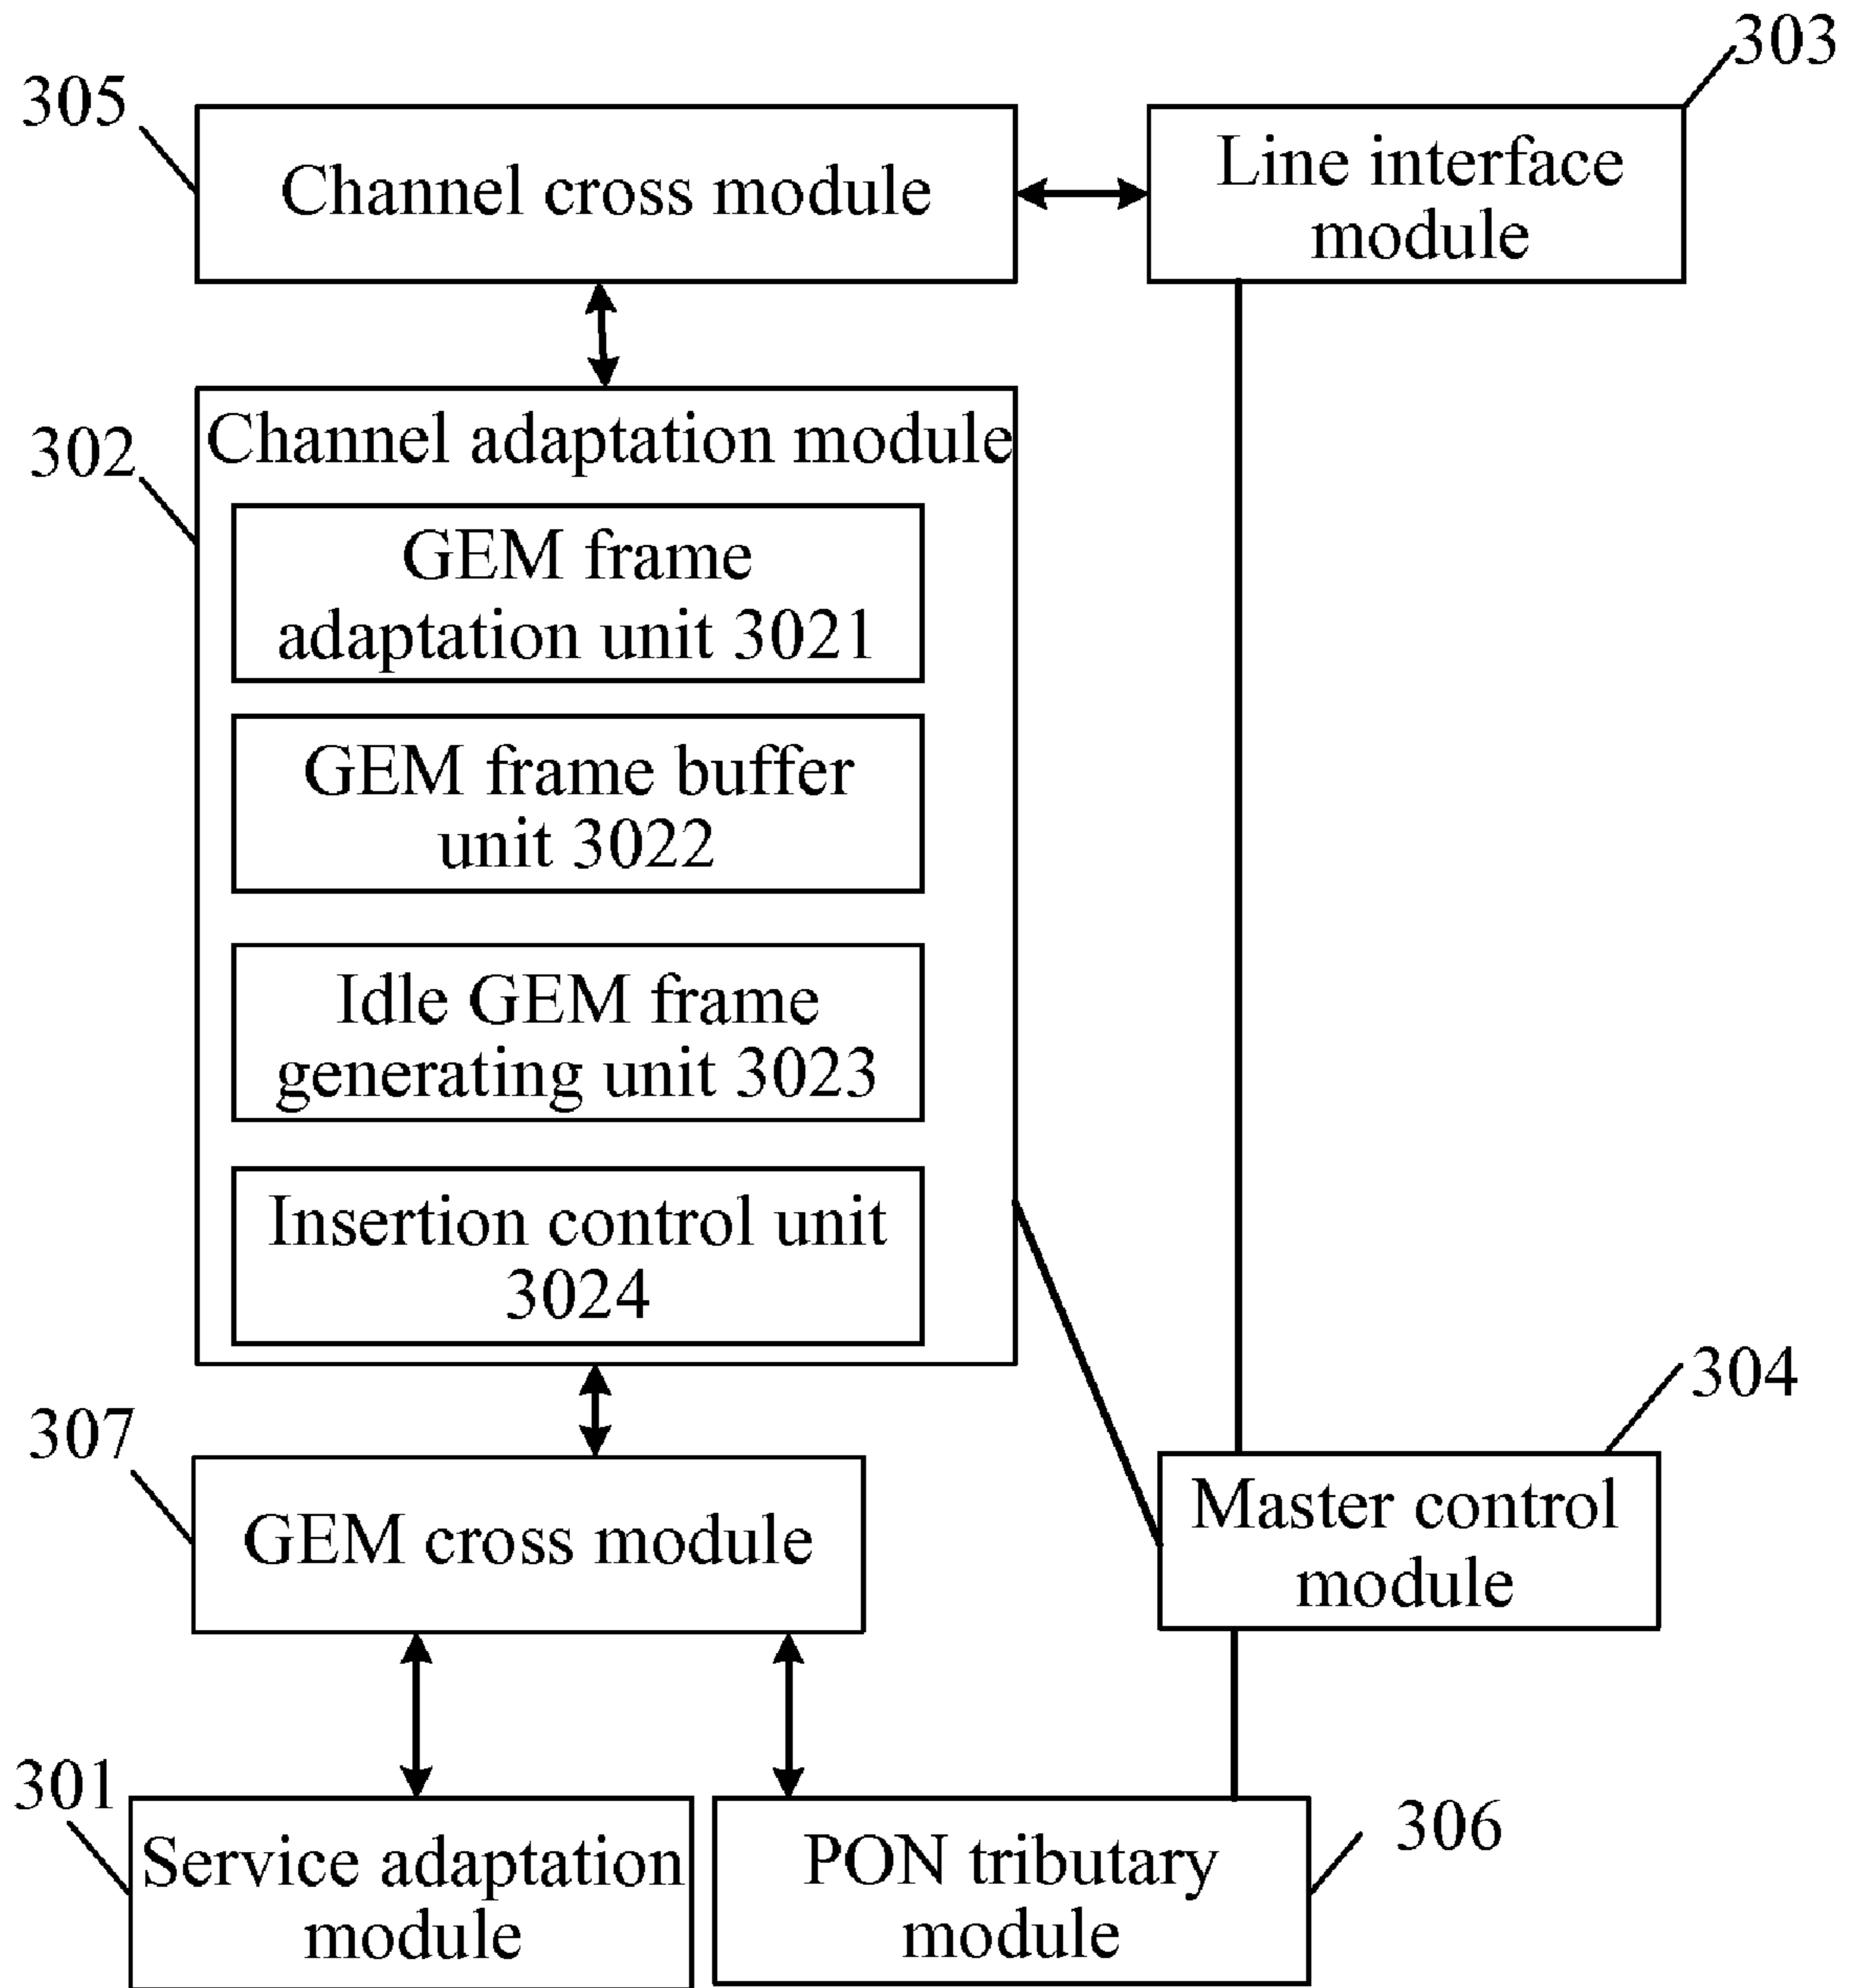 303
305
Channel cross module
Line interface
module
302
Channel adaptation module
GEM frame
adaptation unit 3021
GEM frame buffer
unit 3022
Idle GEM frame
generating unit 3023
Insertion control unit
3024
304
307
GEM cross module
Master control
module
301
Service adaptation
module
PON tributary
module
306